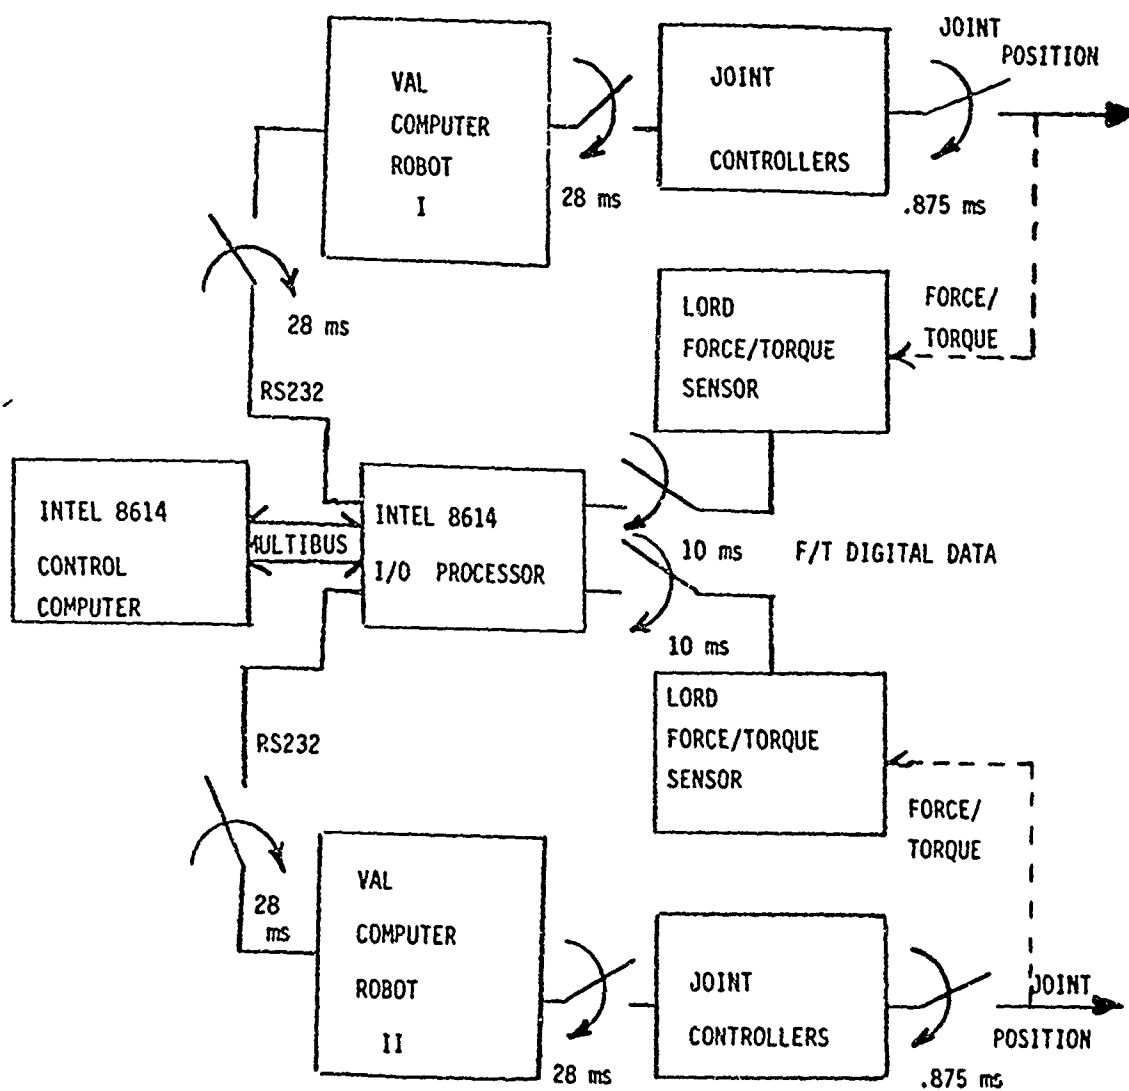 JOINT
POSITION
VAL
COMPUTER
ROBOT
I
JOINT
CONTROLLERS
28 ms
.875 ms
28 ms
RS232
LORD
FORCE/TORQUE
SENSOR
FORCE/
TORQUE
INTEL 8614
CONTROL
COMPUTER
MULTIBUS
INTEL 8614
I/O PROCESSOR
10 ms
F/T DIGITAL DATA
10 ms
RS232
LORD
FORCE/TORQUE
SENSOR
FORCE/
TORQUE
28
ms
VAL
COMPUTER
ROBOT
II
28 ms
JOINT
CONTROLLERS
.875 ms
JOINT
POSITION